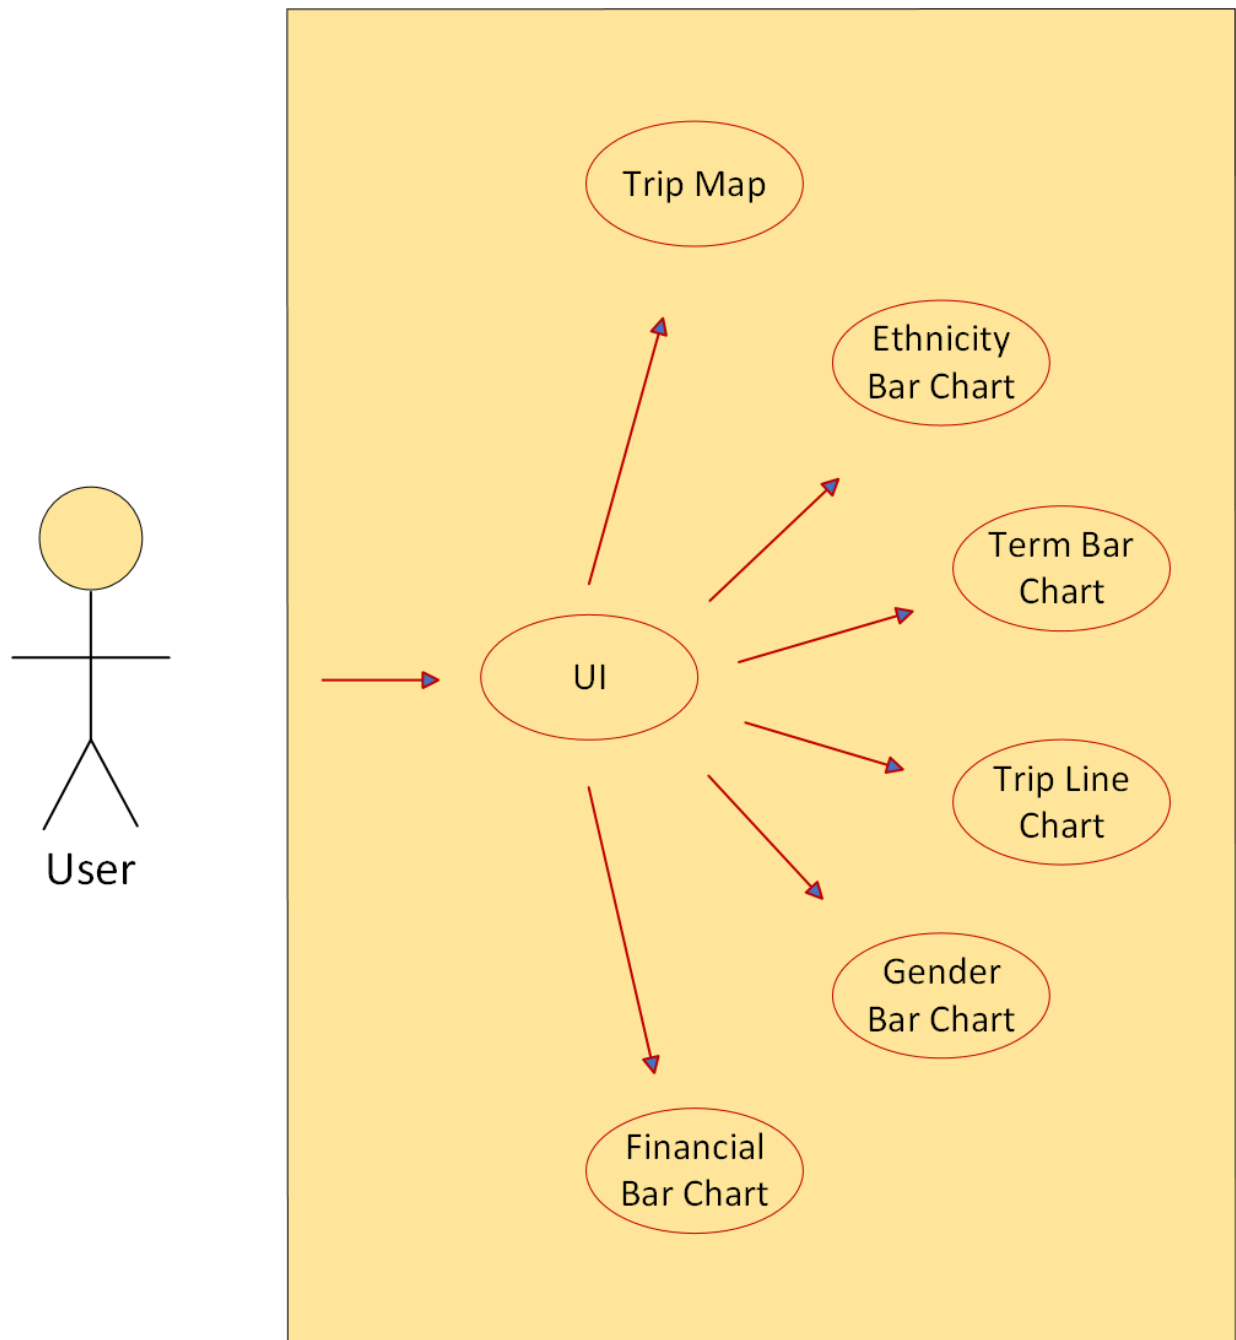 Trip Map
Ethnicity
Bar Chart
Term Bar
Chart
UI
Trip Line
Chart
User
Gender
Bar Chart
Financial
Bar Chart